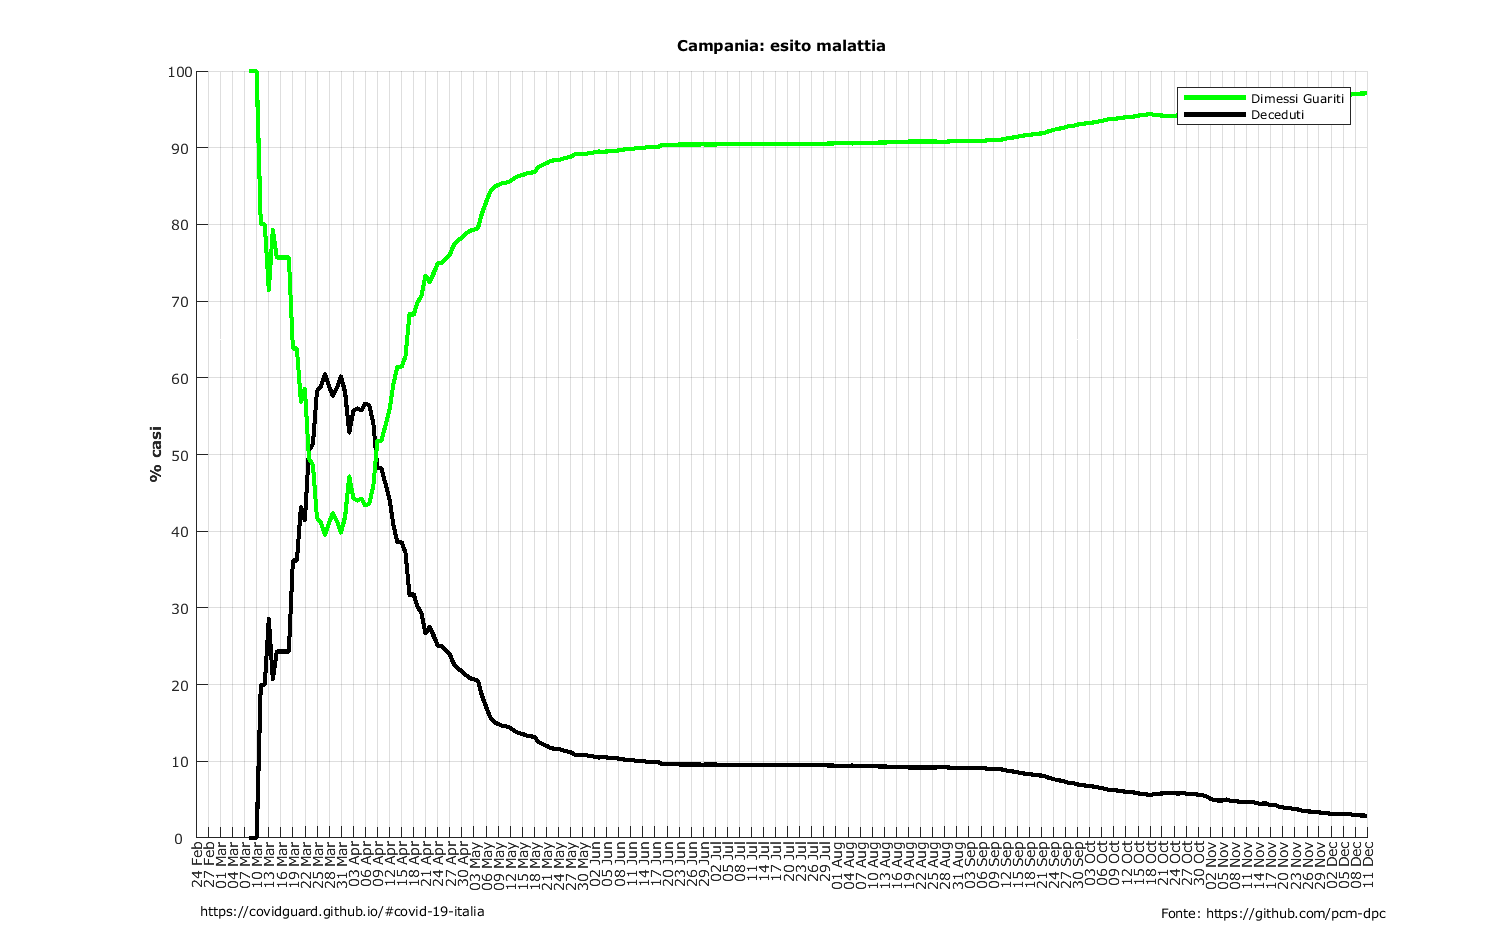 Campania: esito malattia
Dimessi Guariti
Deceduti
% casi
100
90
80
70
60
50
40
30
20
10
0
24 Feb
27 Feb
01 Mar
04 Mar
07 Mar
10 Mar
13 Mar
16 Mar
19 Mar
22 Mar
25 Mar
28 Mar
31 Mar
03 Apr
06 Apr
09 Apr
12 Apr
15 Apr
18 Apr
21 Apr
24 Apr
27 Apr
30 Apr
03 May
06 May
09 May
12 May
15 May
18 May
21 May
24 May
27 May
30 May
02 Jun
05 Jun
08 Jun
11 Jun
14 Jun
17 Jun
20 Jun
23 Jun
26 Jun
29 Jun
02 Jul
05 Jul
08 Jul
11 Jul
14 Jul
17 Jul
20 Jul
23 Jul
26 Jul
29 Jul
01 Aug
04 Aug
07 Aug
10 Aug
13 Aug
16 Aug
19 Aug
22 Aug
25 Aug
28 Aug
31 Aug
03 Sep
06 Sep
09 Sep
12 Sep
15 Sep
18 Sep
21 Sep
24 Sep
27 Sep
30 Sep
03 Oct
06 Oct
09 Oct
12 Oct
15 Oct
18 Oct
21 Oct
24 Oct
27 Oct
30 Oct
02 Nov
05 Nov
08 Nov
11 Nov
14 Nov
17 Nov
20 Nov
23 Nov
26 Nov
29 Nov
02 Dec
05 Dec
08 Dec
11 Dec
https://covidguard.github.io/#covid-19-italia
Fonte: https://github.com/pcm-dpc